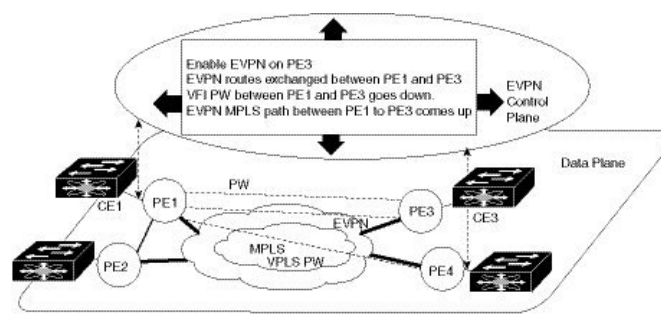 Enable EVPN on PE3
EVPN routes exchanged between PE1 and PE3
VFI PW between PE1 and PE3 goes down.
EVPN MPLS path between PE1 to PE3 comes up
EVPN
Control
Plane
Data Plane
PW
CE1
PE1
PE3
CE3
EVPN
MPLS
VPLS PW
PE2
PE4